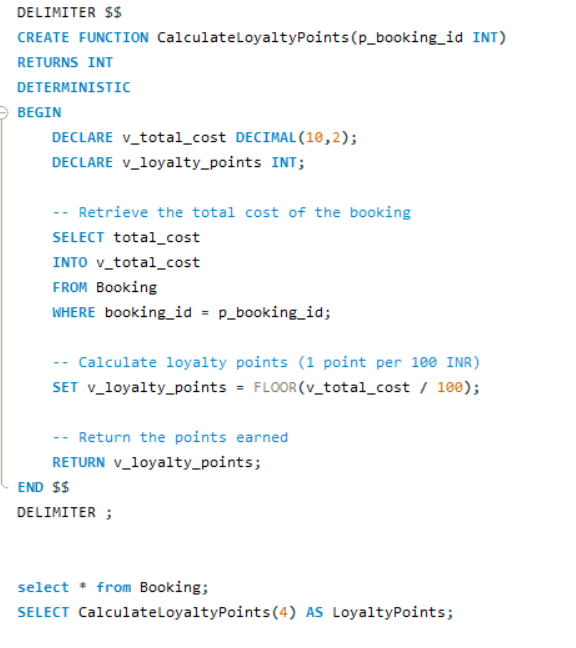 DELIMITER $$
CREATE FUNCTION CalculateLoyaltyPoints(p_booking_id INT)
RETURNS INT
DETERMINISTIC
BEGIN
    DECLARE v_total_cost DECIMAL(10,2);
    DECLARE v_loyalty_points INT;

    -- Retrieve the total cost of the booking
    SELECT total_cost
    INTO v_total_cost
    FROM Booking
    WHERE booking_id = p_booking_id;

    -- Calculate loyalty points (1 point per 100 INR)
    SET v_loyalty_points = FLOOR(v_total_cost / 100);

    -- Return the points earned
    RETURN v_loyalty_points;
END $$
DELIMITER ;

select * from Booking;
SELECT CalculateLoyaltyPoints(4) AS LoyaltyPoints;